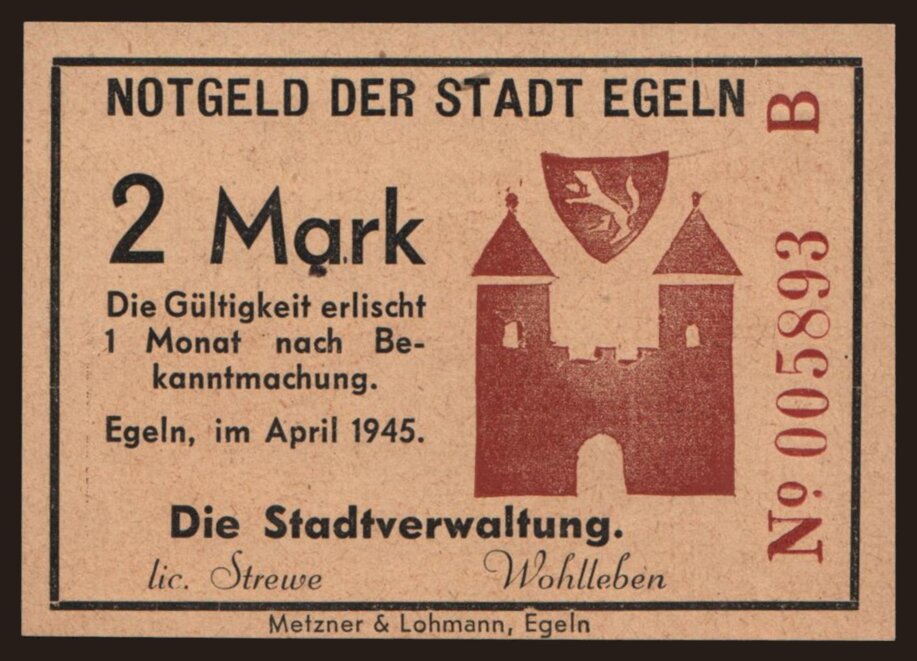 NOTGELD DER STADT EGELN
2 Mark
Die Gültigkeit erlischt
1 Monat nach Be-
kanntmachung.
Egeln, im April 1945.
Die Stadtverwaltung.
lic. Strewe Wohlleben
Metzner & Lohmann, Egeln
Nº 005893 B